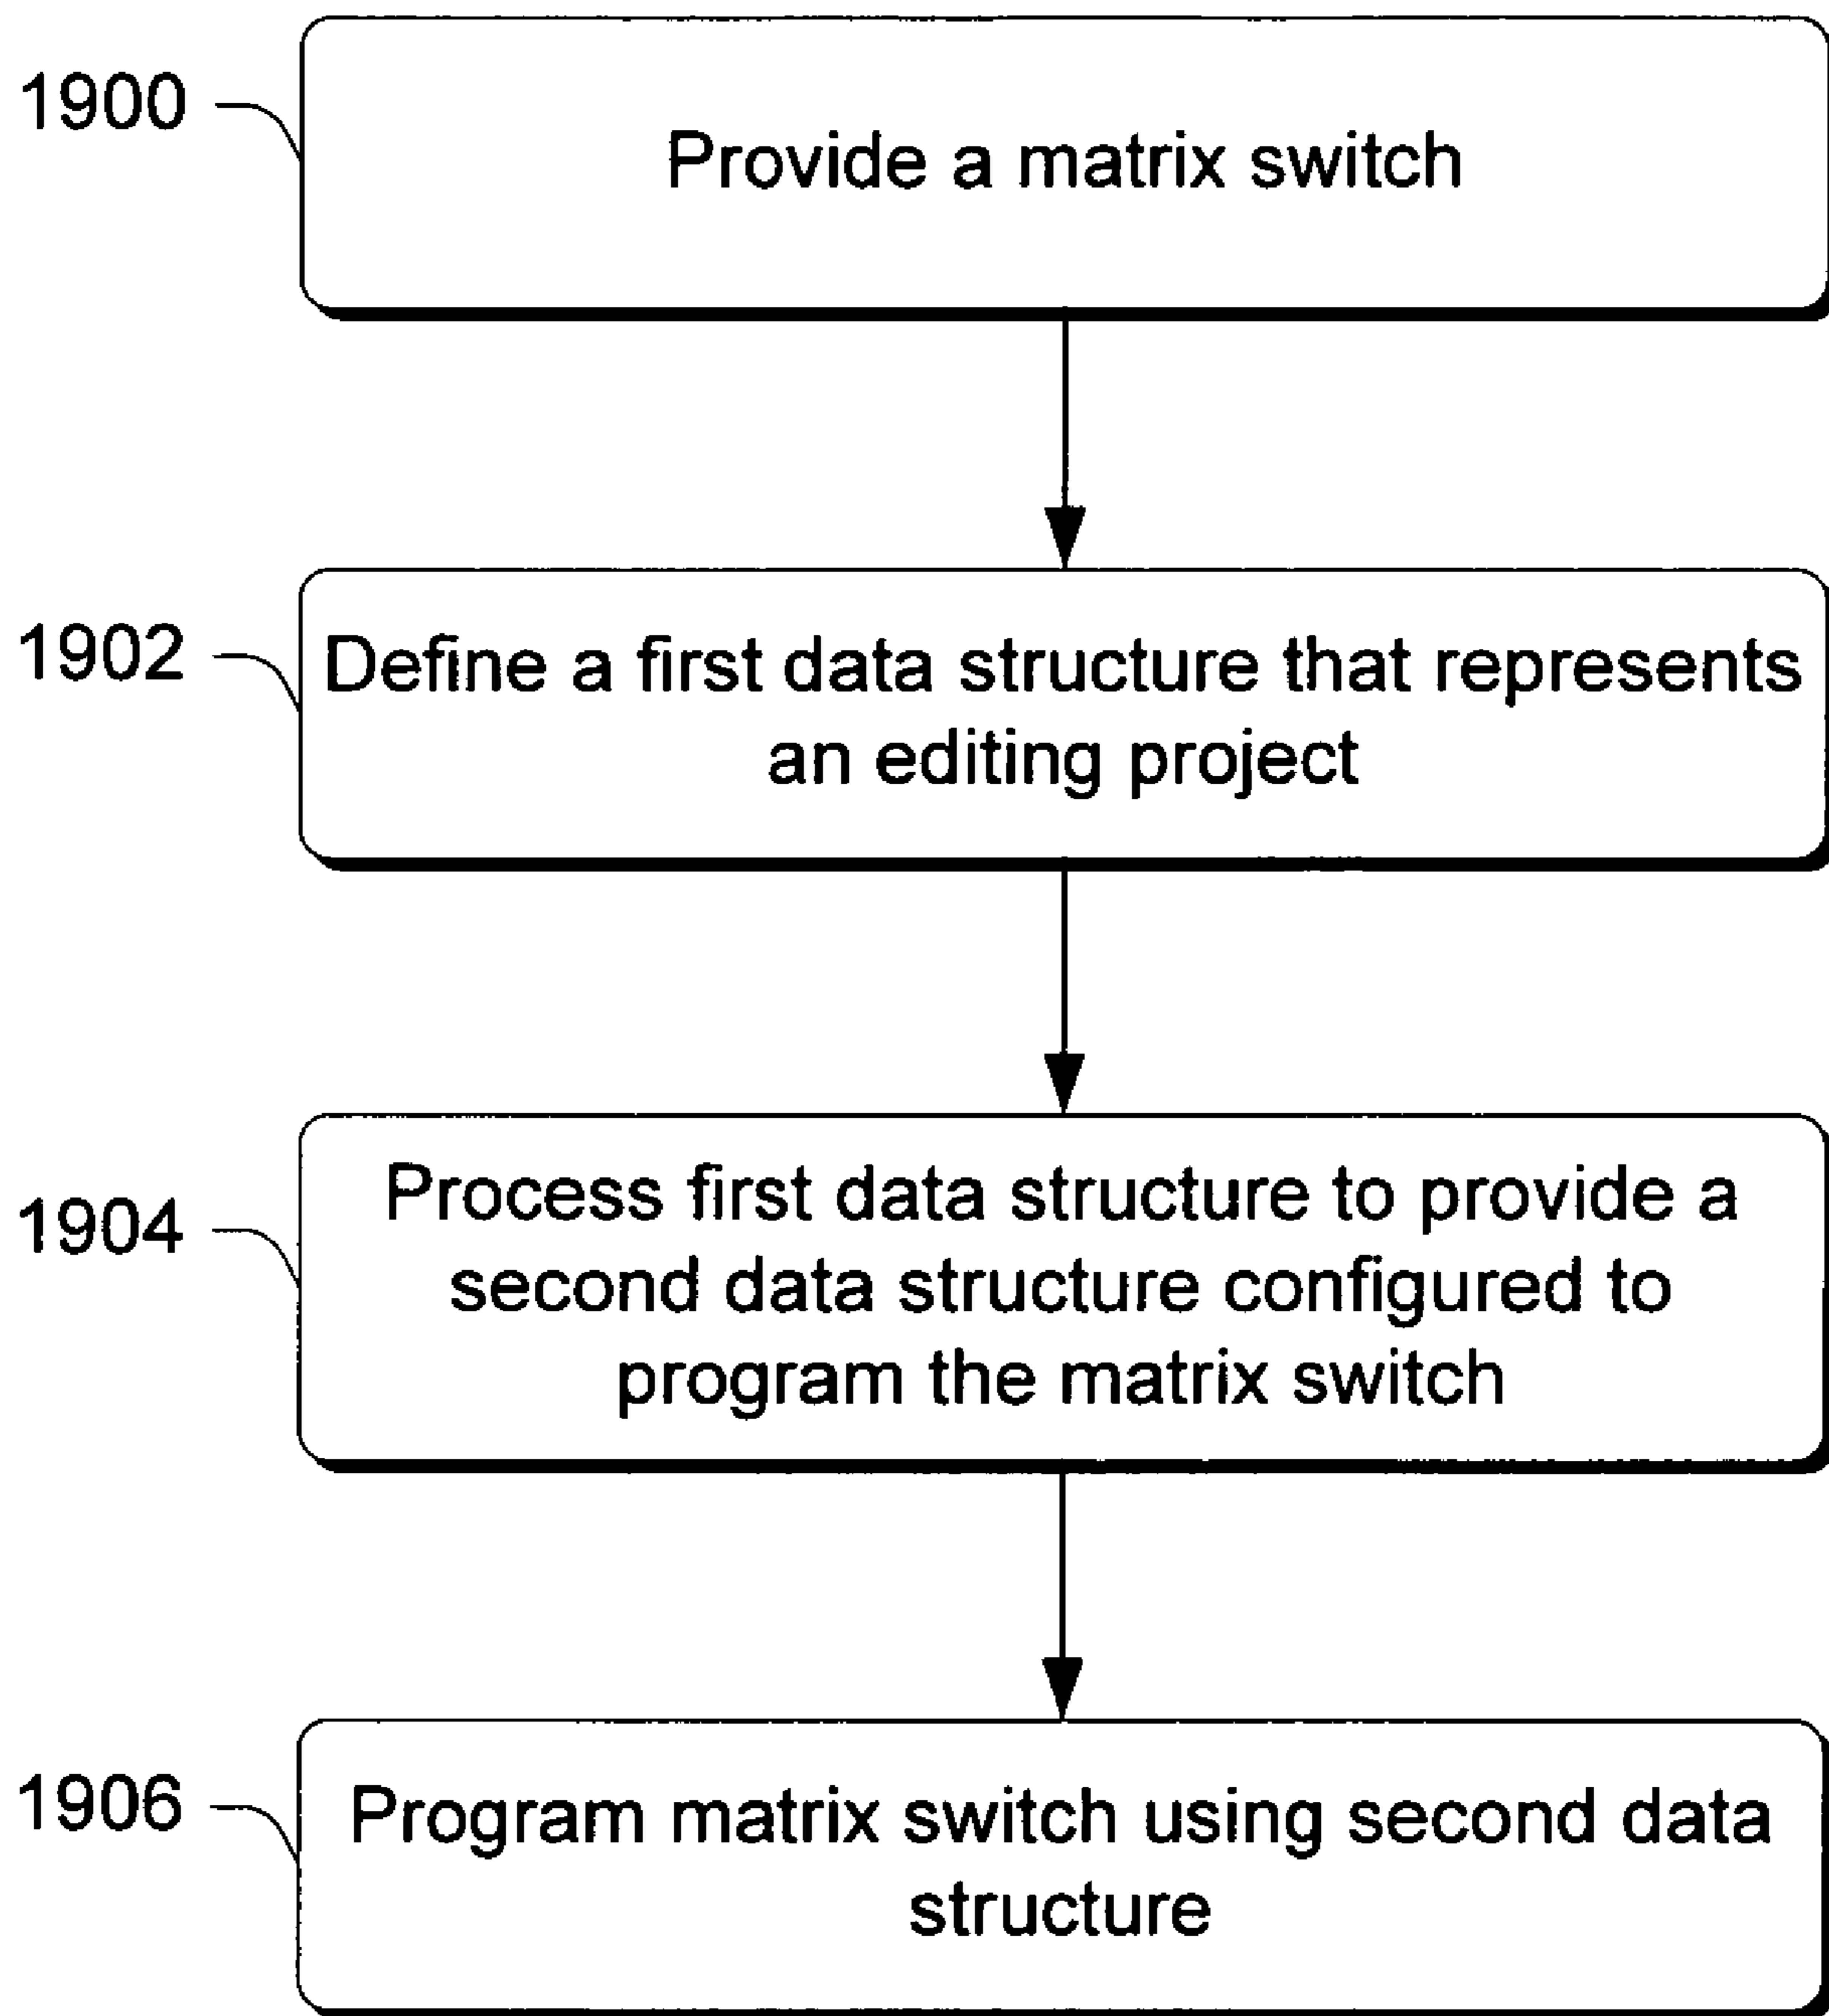 1900
Provide a matrix switch
1902
Define a first data structure that represents
an editing project
1904
Process first data structure to provide a
second data structure configured to
program the matrix switch
1906
Program matrix switch using second data
structure